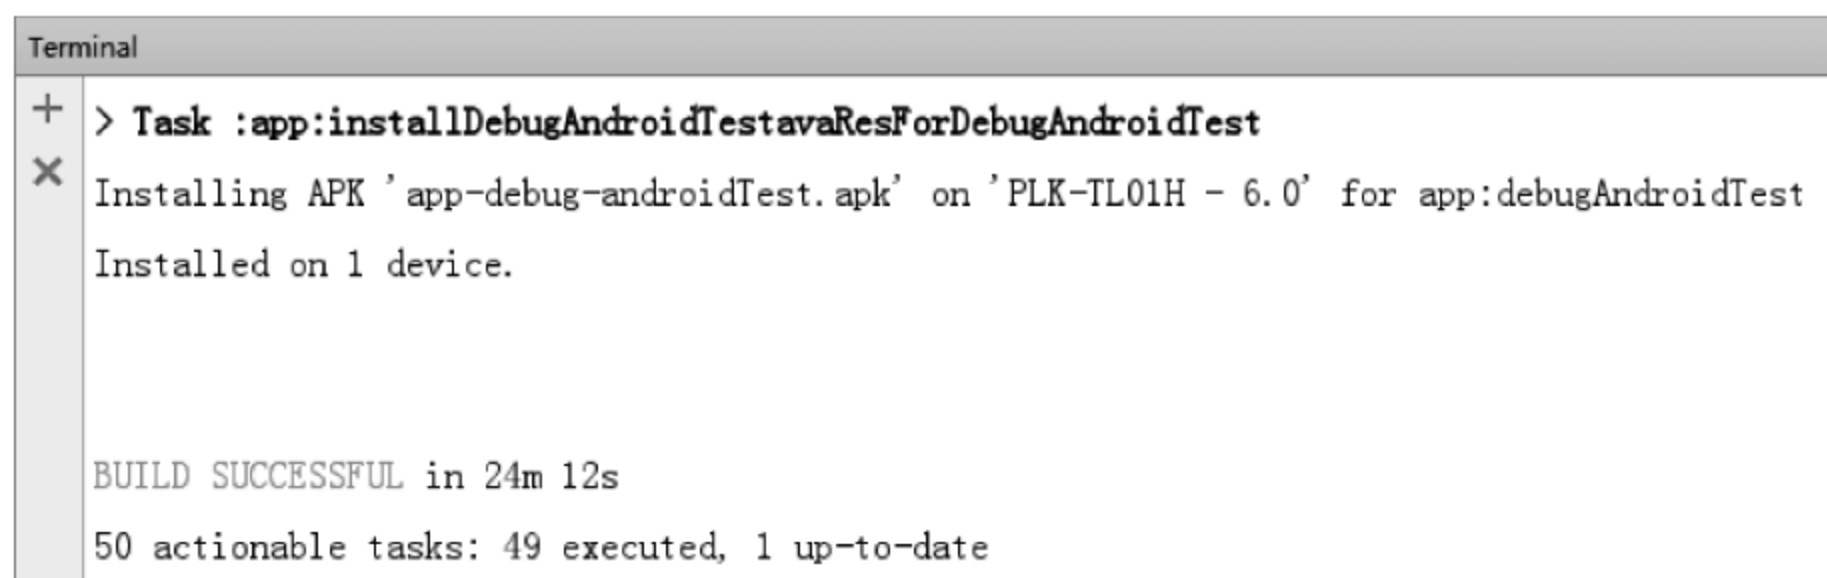 Terminal
> Task :app:installDebugAndroidTestavaResForDebugAndroidTest
Installing APK 'app-debug-androidTest.apk' on 'PLK-TL01H - 6.0' for app:debugAndroidTest
Installed on 1 device.
BUILD SUCCESSFUL in 24m 12s
50 actionable tasks: 49 executed, 1 up-to-date